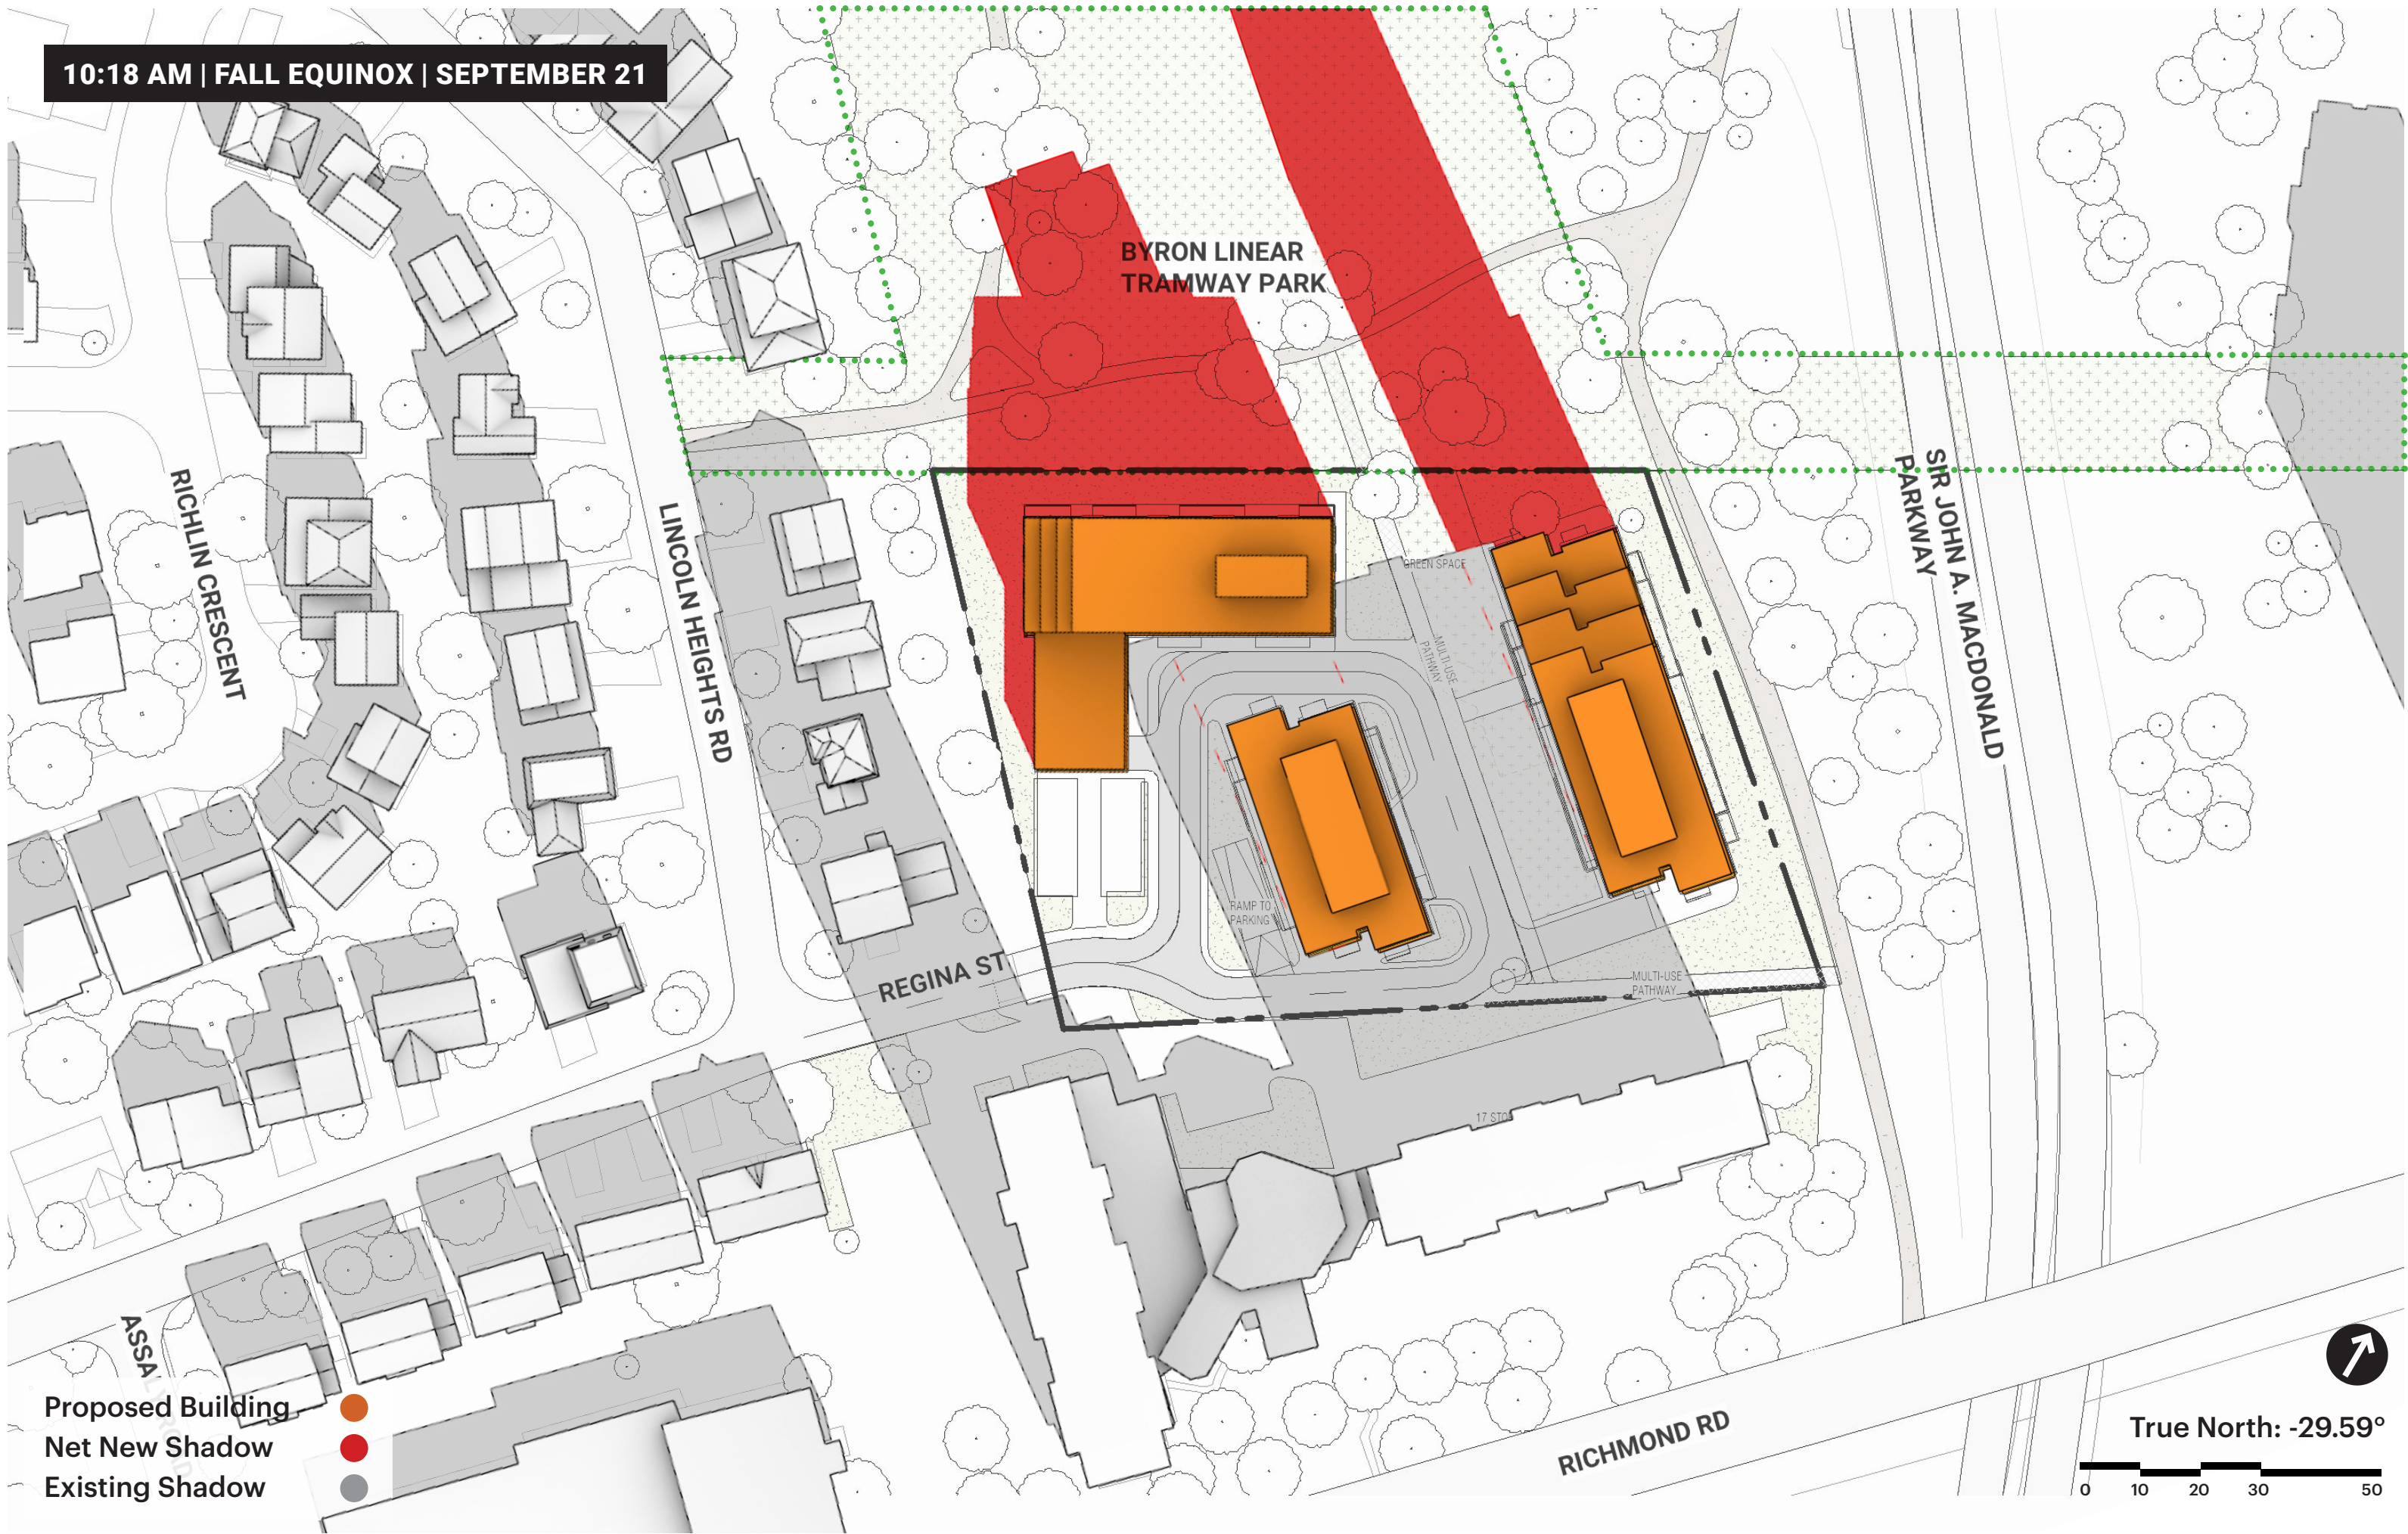 10:18 AM | FALL EQUINOX | SEPTEMBER 21
BYRON LINEAR
TRAMWAY PARK
RICHLIN CRESCENT
LINCOLN HEIGHTS RD
SIR JOHN A. MACDONALD
PARKWAY
GREEN SPACE
MULTI-USE
PATHWAY
RAMP TO
PARKING
REGINA ST
MULTI-USE
PATHWAY
17 STO
ASSALY ROAD
RICHMOND RD
Proposed Building
Net New Shadow
Existing Shadow
True North: -29.59°
0 10 20 30 50